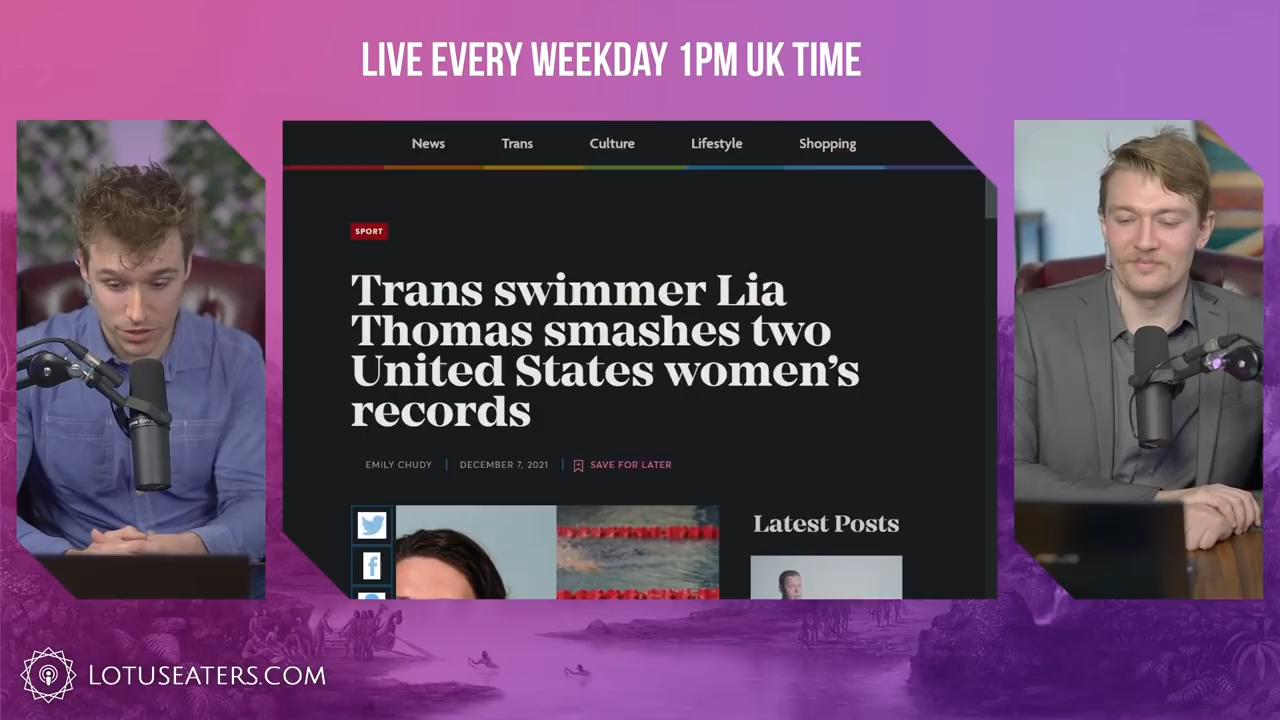 LIVE EVERY WEEKDAY 1PM UK TIME
News Trans Culture Lifestyle Shopping
SPORT
Trans swimmer Lia
Thomas smashes two
United States women's
records
EMILY CHUDY DECEMBER 7, 2021 SAVE FOR LATER
Latest Posts
LOTUSEATERS.COM